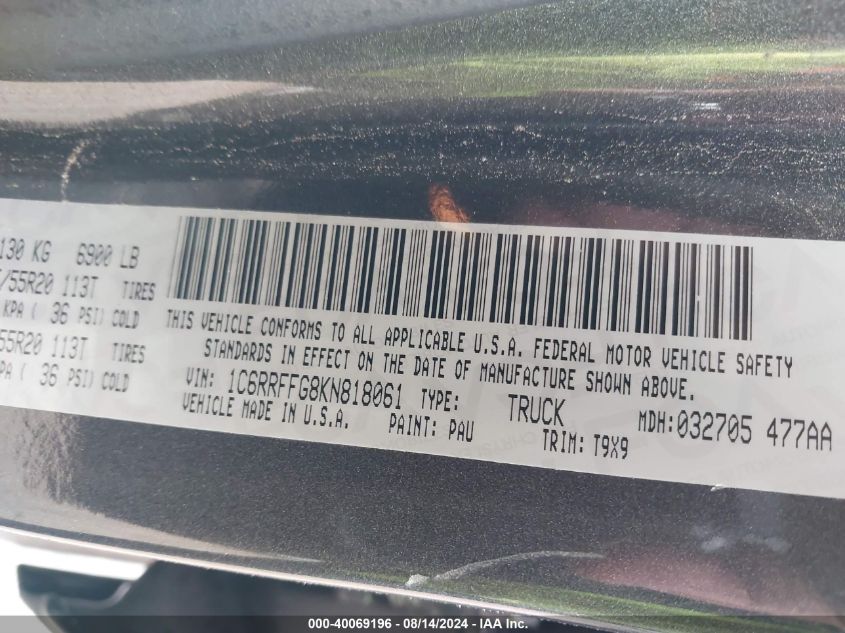 130 KG 6900 LB
/55R20 113T TIRES
KPA ( 36 PSI) COLD
55R20 113T TIRES
PA ( 36 PSI) COLD
THIS VEHICLE CONFORMS TO ALL APPLICABLE U.S.A. FEDERAL MOTOR VEHICLE SAFETY
STANDARDS IN EFFECT ON THE DATE OF MANUFACTURE SHOWN ABOVE.
VIN: 1C6RRFFG8KN818061 TYPE: TRUCK MDH:032705 477AA
VEHICLE MADE IN U.S.A. PAINT: PAU TRIM: T9X9
000-40069196 - 08/14/2024 - IAA Inc.